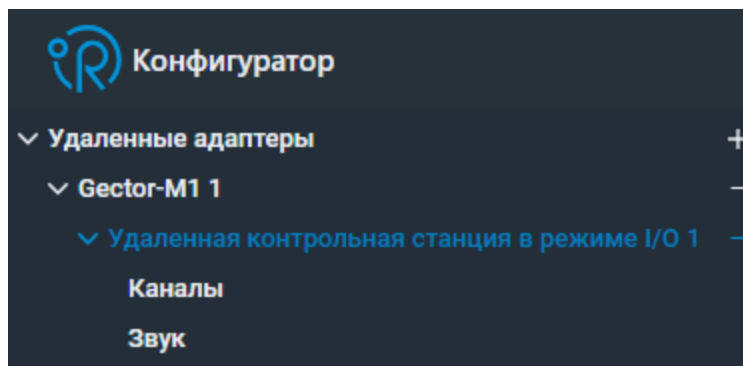 Конфигуратор
Удаленные адаптеры +
Gector-M1 1 −
Удаленная контрольная станция в режиме I/O 1 −
Каналы
Звук